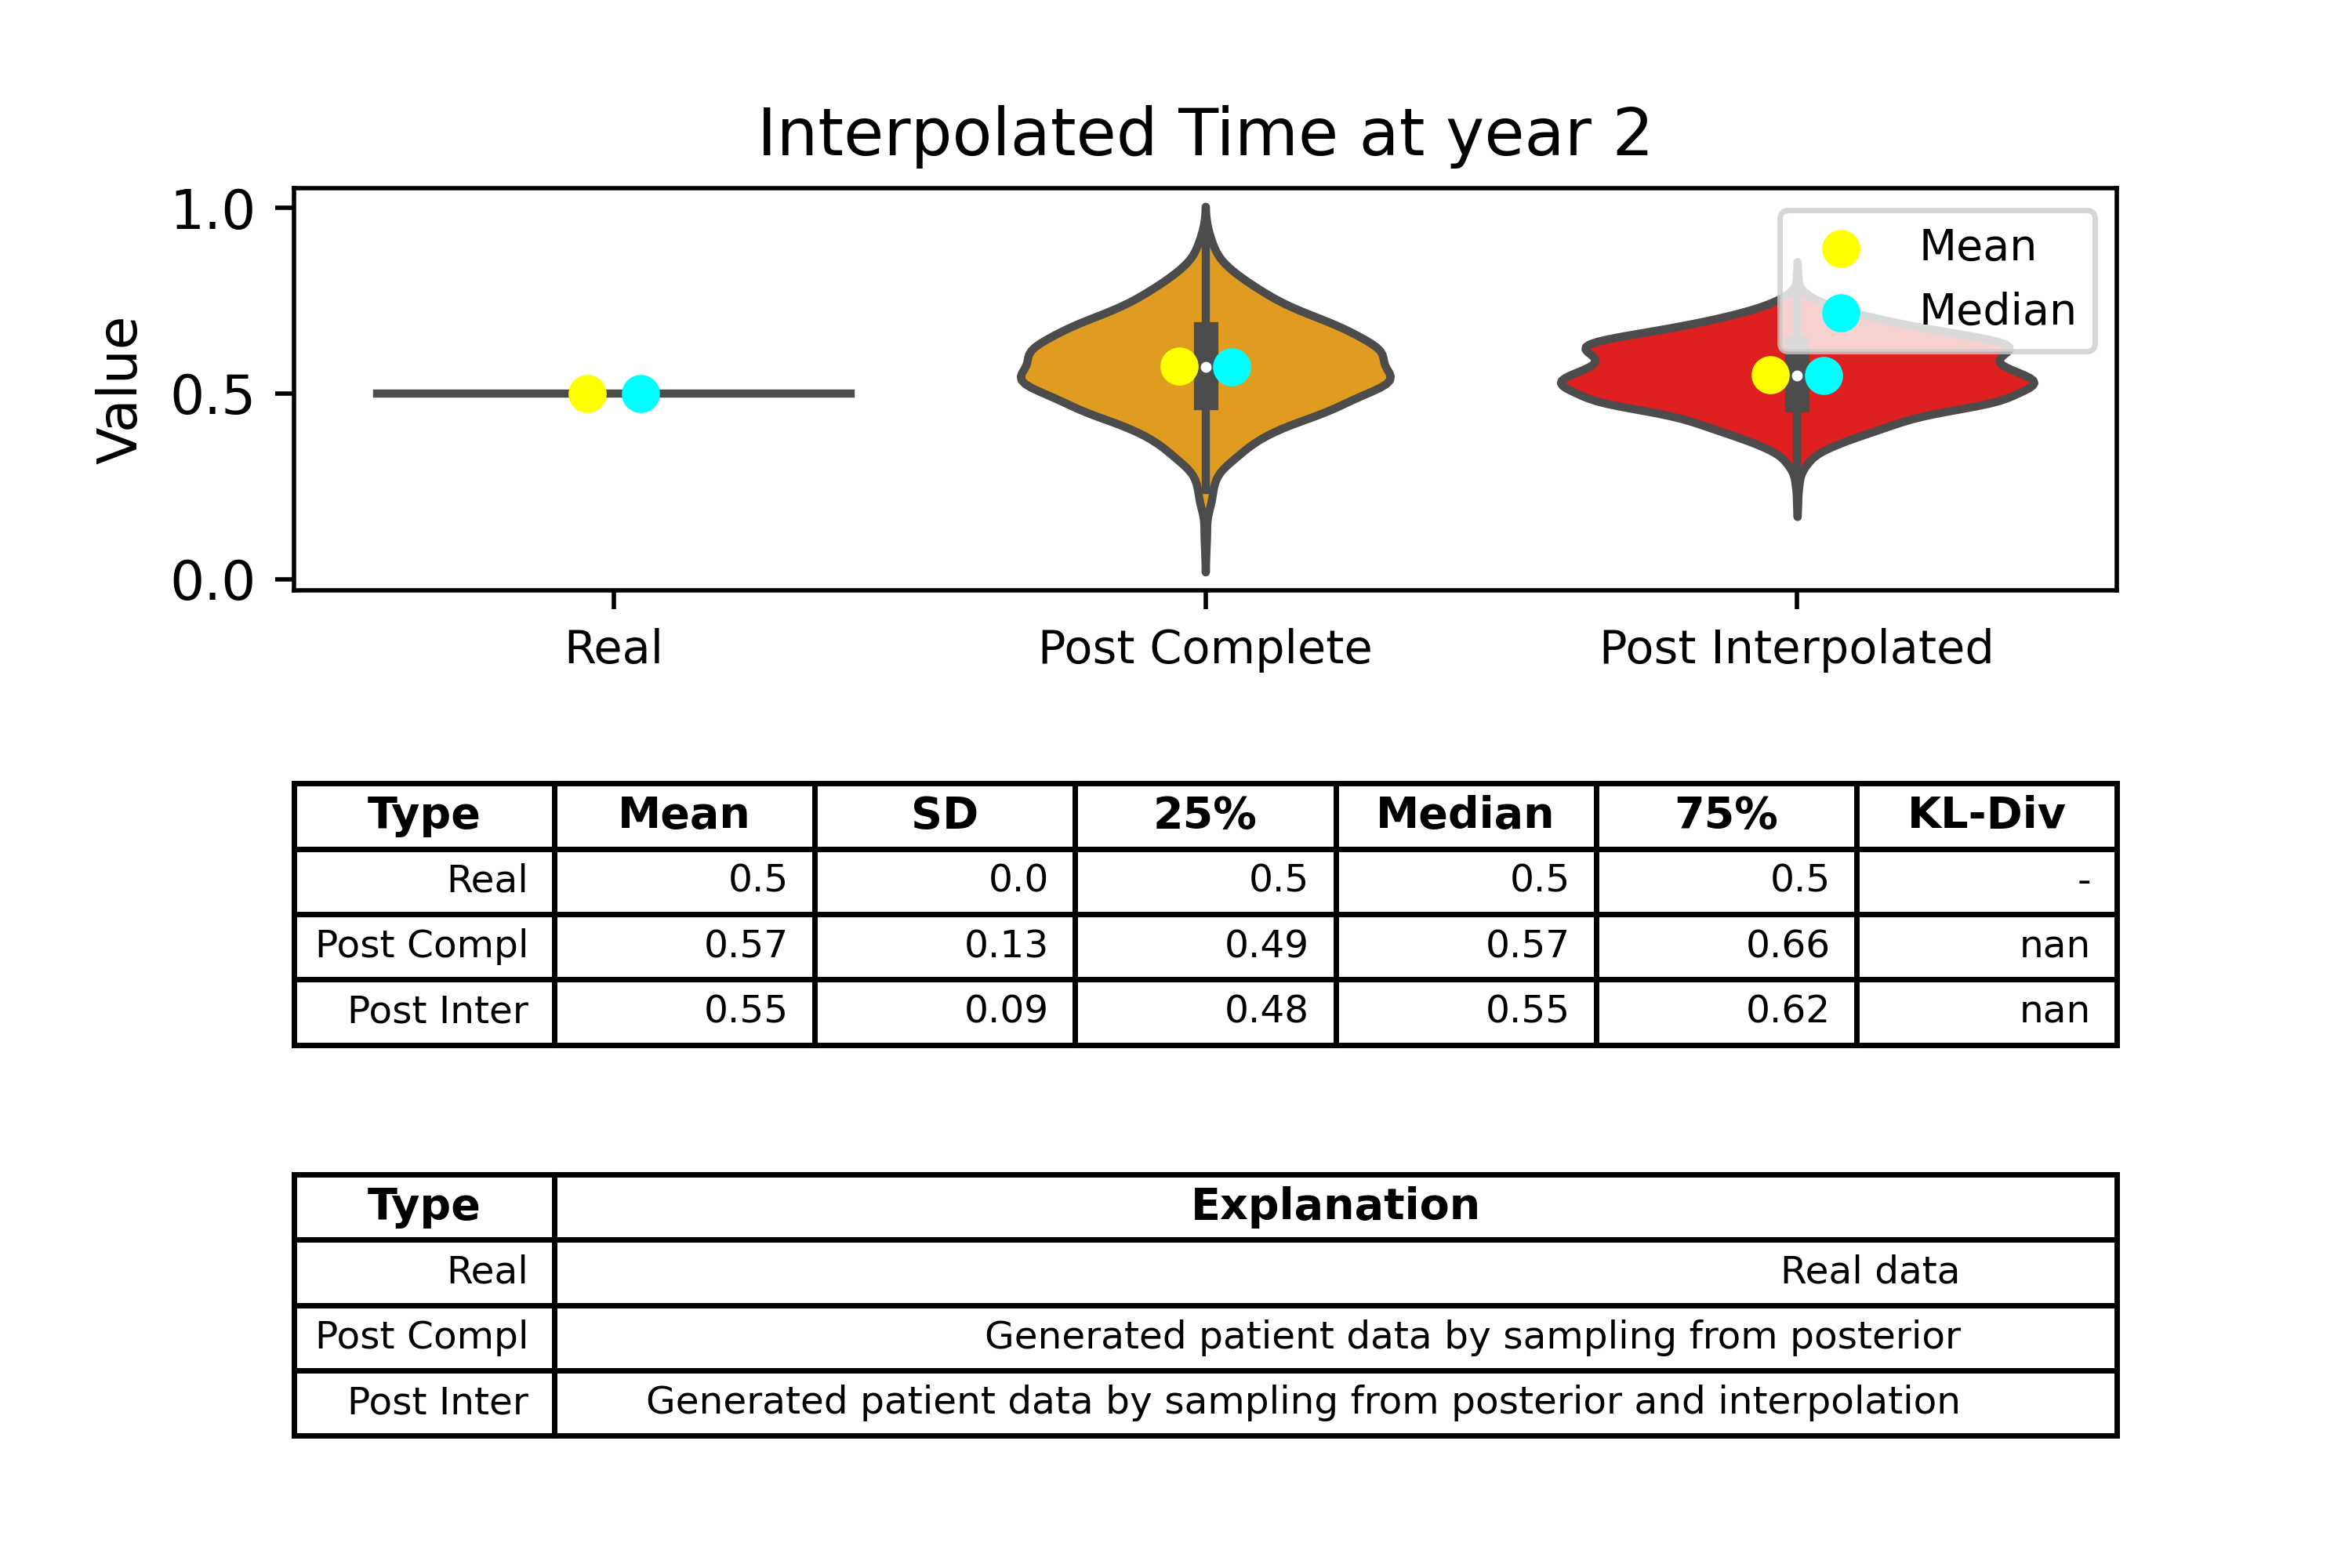 Interpolated Time at year 2
Value
1.0
0.5
0.0
Mean
Median
Real Post Complete Post Interpolated
Type Mean SD 25% Median 75% KL-Div
Real 0.5 0.0 0.5 0.5 0.5 -
Post Compl 0.57 0.13 0.49 0.57 0.66 nan
Post Inter 0.55 0.09 0.48 0.55 0.62 nan
Type Explanation
Real Real data
Post Compl Generated patient data by sampling from posterior
Post Inter Generated patient data by sampling from posterior and interpolation